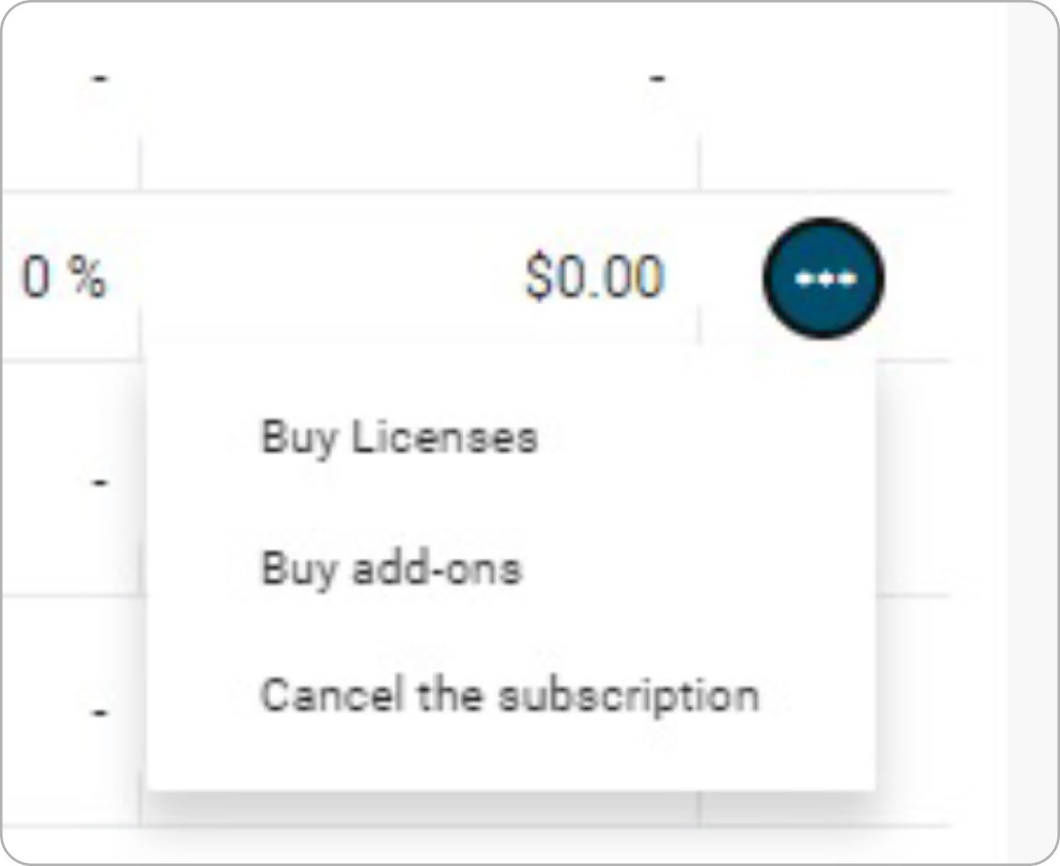 - -
0 % $0.00 •••
Buy Licenses
-
Buy add-ons
Cancel the subscription
-